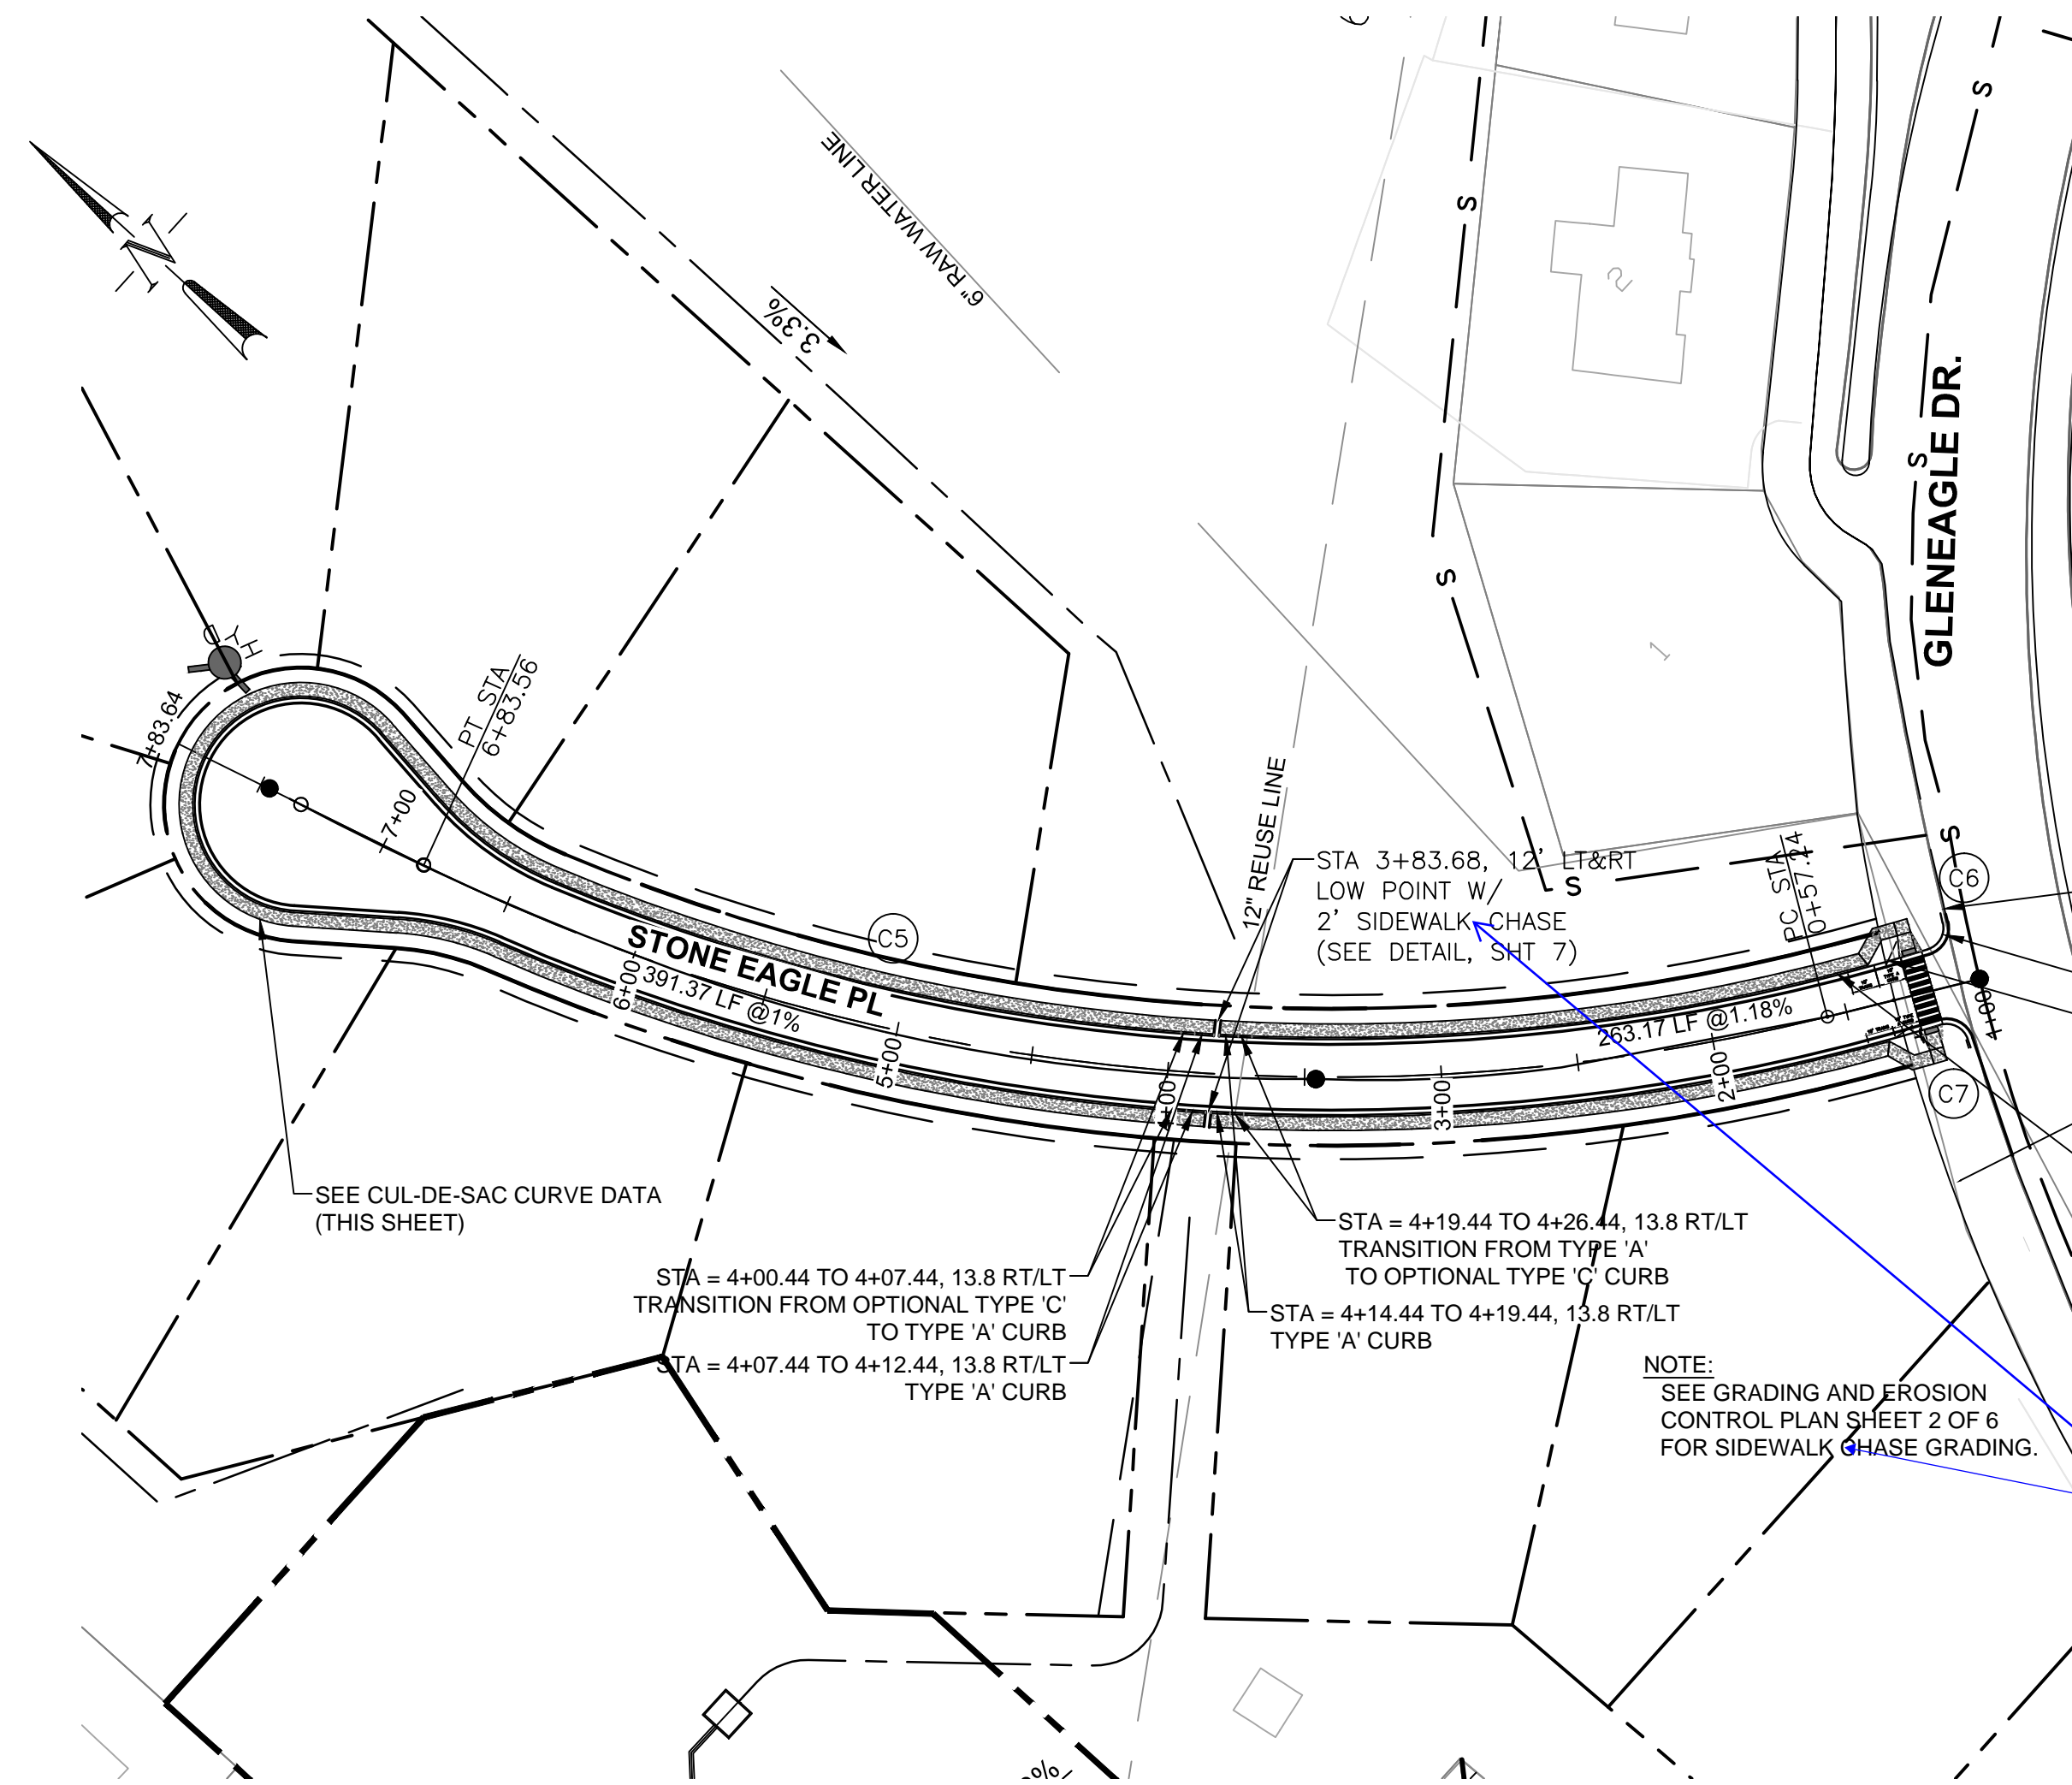 6" RAW WATER LINE
3.3%
N
S
S
S
2
GLENEAGLE DR.
S
S
1
HYD
7+83.64
PT STA
6+83.56
7+00
12" REUSE LINE
STA 3+83.68, 12' LT&RT
LOW POINT W/
2' SIDEWALK CHASE
(SEE DETAIL, SHT 7)
S
S
PC STA
0+57.24
C6
C5
STONE EAGLE PL
391.37 LF @1%
6+00
5+00
3+00
2+00
263.17 LF @1.18%
1+00
C7
SEE CUL-DE-SAC CURVE DATA
(THIS SHEET)
STA = 4+00.44 TO 4+07.44, 13.8 RT/LT
TRANSITION FROM OPTIONAL TYPE 'C'
TO TYPE 'A' CURB
STA = 4+07.44 TO 4+12.44, 13.8 RT/LT
TYPE 'A' CURB
STA = 4+19.44 TO 4+26.44, 13.8 RT/LT
TRANSITION FROM TYPE 'A'
TO OPTIONAL TYPE 'C' CURB
STA = 4+14.44 TO 4+19.44, 13.8 RT/LT
TYPE 'A' CURB
NOTE:
SEE GRADING AND EROSION
CONTROL PLAN SHEET 2 OF 6
FOR SIDEWALK CHASE GRADING.